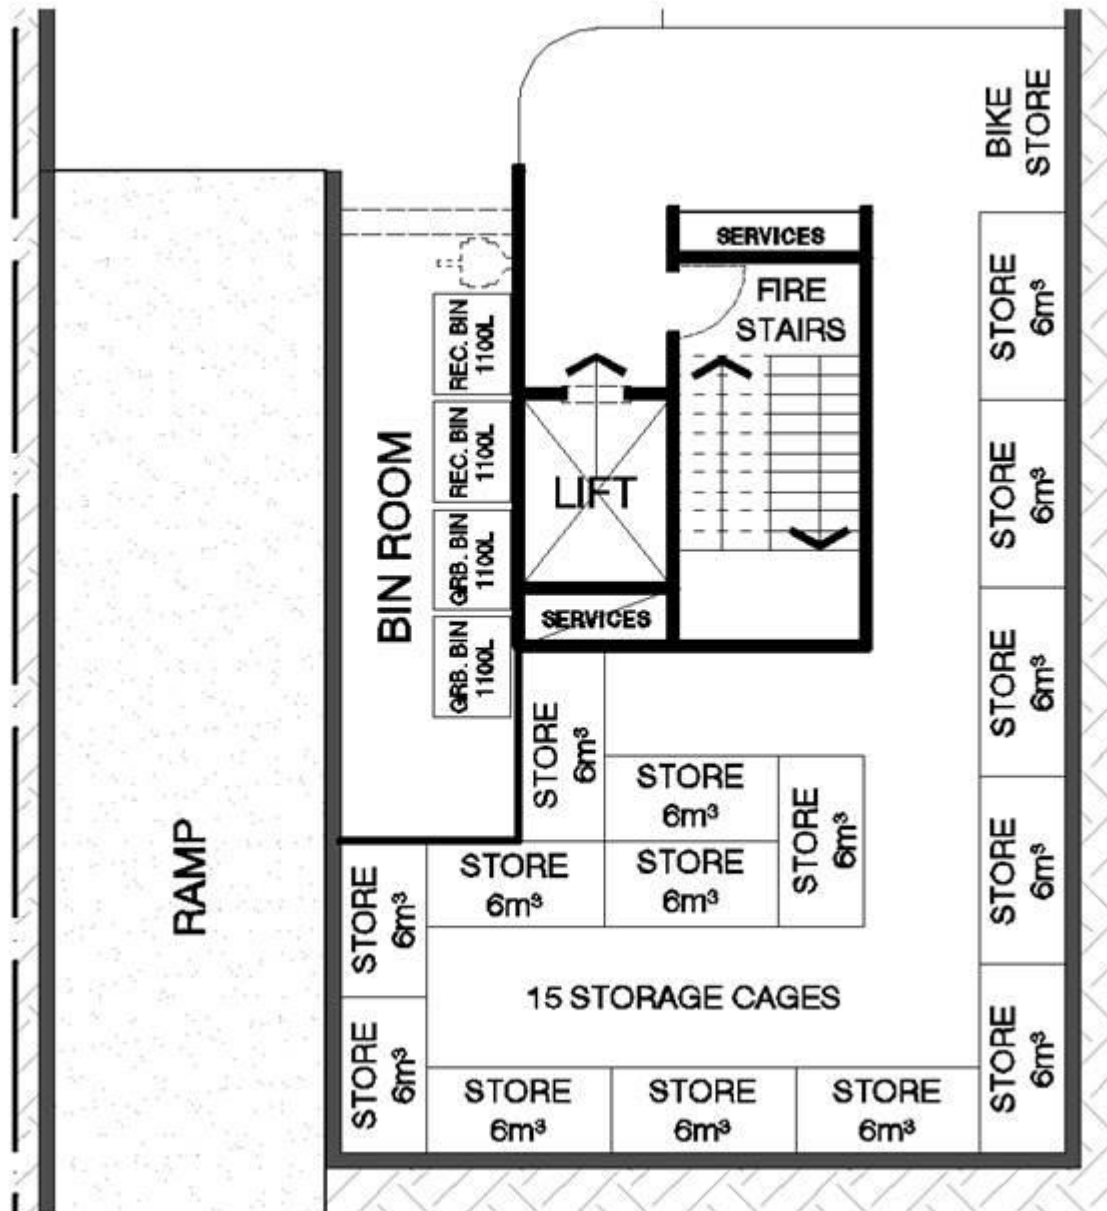 BIKE
STORE
SERVICES
FIRE
STAIRS
STORE
6m³
REC. BIN
1100L
REC. BIN
1100L
LIFT
STORE
6m³
BIN ROOM
GRB. BIN
1100L
SERVICES
GRB. BIN
1100L
STORE
6m³
STORE
6m³
STORE
6m³
STORE
6m³
STORE
6m³
RAMP
STORE
6m³
STORE
6m³
STORE
6m³
15 STORAGE CAGES
STORE
6m³
STORE
6m³
STORE
6m³
STORE
6m³
STORE
6m³